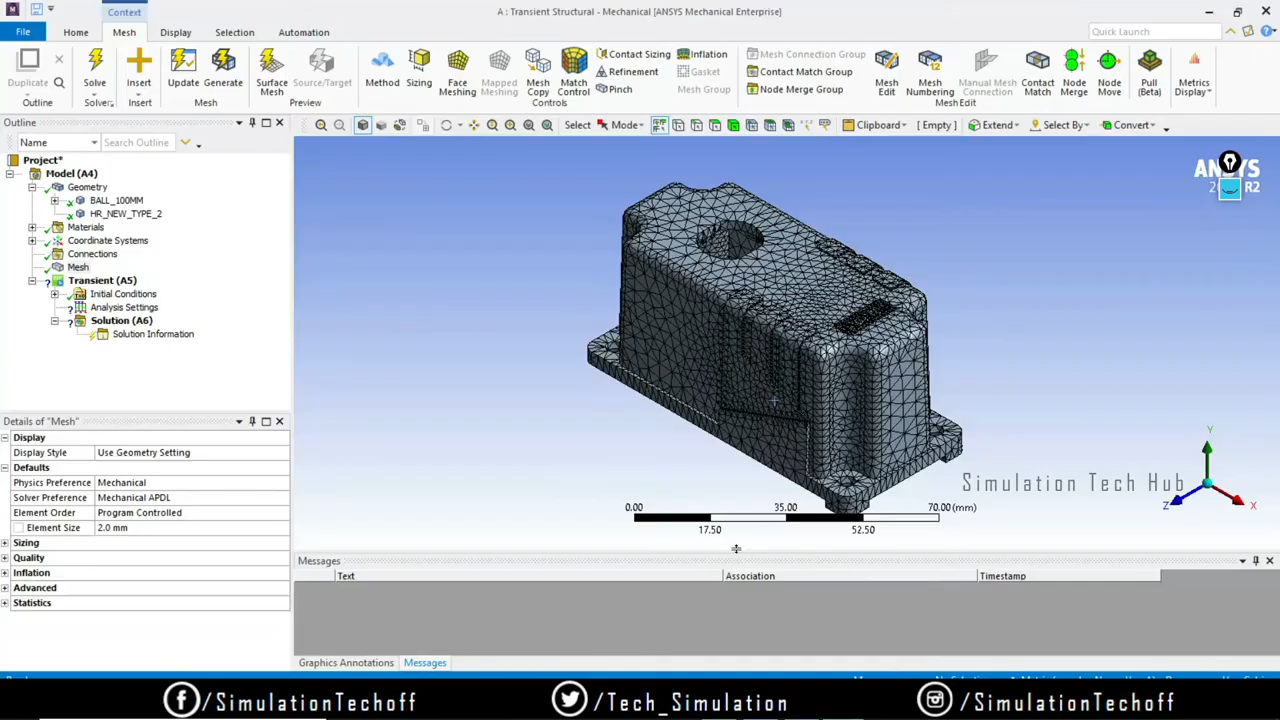 Context
A : Transient Structural - Mechanical [ANSYS Mechanical Enterprise]
File Home Mesh Display Selection Automation
Quick Launch
Duplicate
Outline
Solve
Solver
Insert
Insert
Update Generate
Mesh
Surface Mesh
Source/Target
Preview
Method Sizing Face Meshing Mapped Meshing Mesh Copy Match Control
Contact Sizing
Refinement
Pinch
Inflation
Gasket
Mesh Group
Controls
Mesh Connection Group
Contact Match Group
Node Merge Group
Mesh Edit Mesh Numbering Manual Mesh Connection Contact Match Node Merge Node Move Pull (Beta)
Mesh Edit
Metrics Display
Outline
Name Search Outline
Select Mode Clipboard [ Empty ] Extend Select By Convert
Project*
Model (A4)
Geometry
BALL_100MM
HR_NEW_TYPE_2
Materials
Coordinate Systems
Connections
Mesh
Transient (A5)
Initial Conditions
Analysis Settings
Solution (A6)
Solution Information
R2
Simulation Tech Hub
Y
Z
X
0.00 35.00 70.00 (mm)
17.50 52.50
Details of "Mesh"
Display
Display Style Use Geometry Setting
Defaults
Physics Preference Mechanical
Solver Preference Mechanical APDL
Element Order Program Controlled
Element Size 2.0 mm
Sizing
Quality
Inflation
Advanced
Statistics
Messages
Text Association Timestamp
Graphics Annotations Messages
/SimulationTechoff /Tech_Simulation /SimulationTechoff